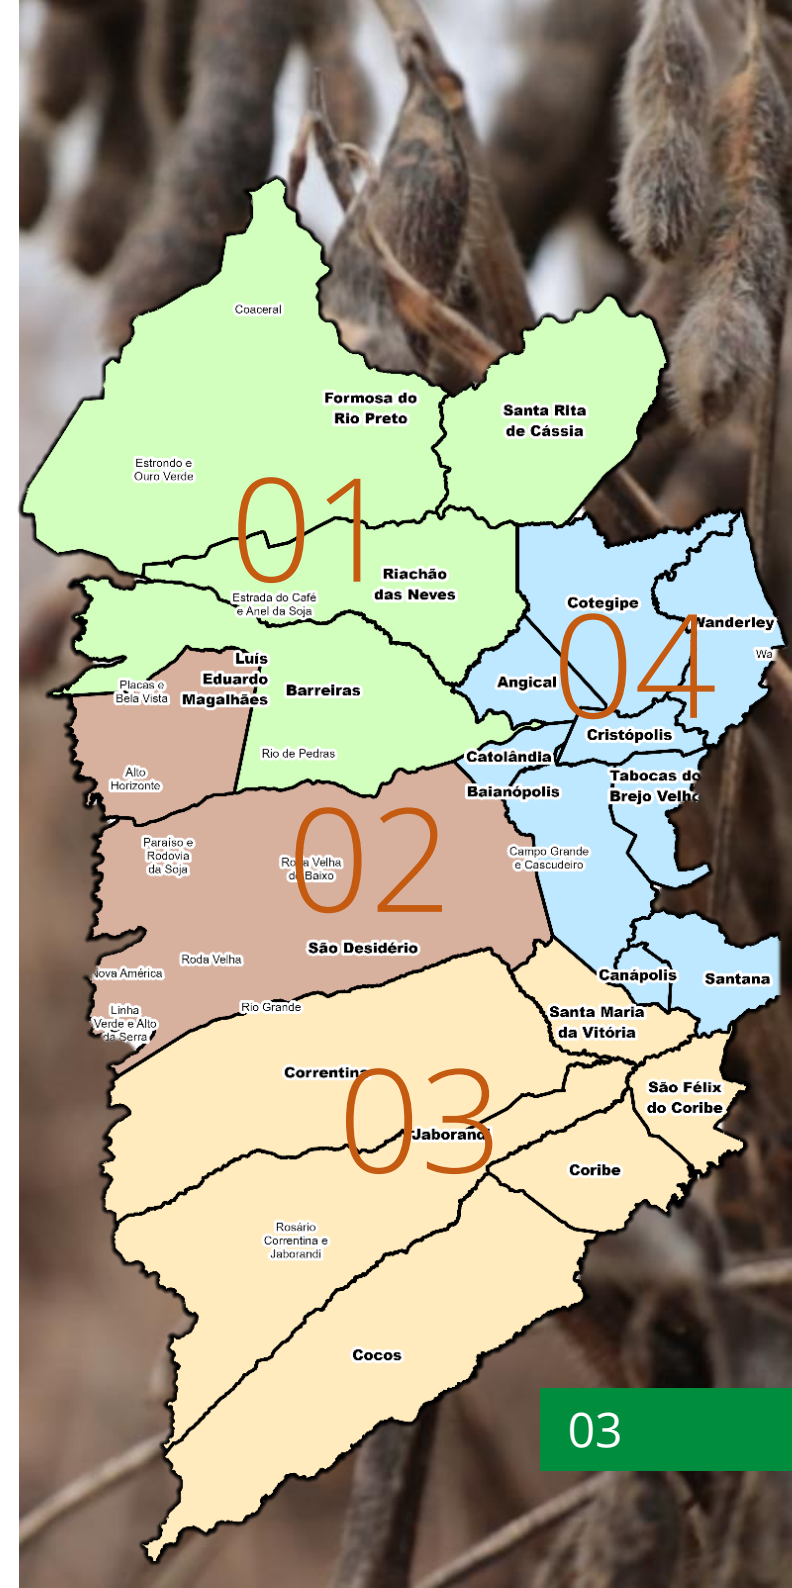 Coaceral
Formosa do
Rio Preto
Santa RIta
de Cássia
Estrondo e
Ouro Verde
01
Riachão
das Neves
Estrada do Café
e Anel da Soja
Cotegipe
Wanderley
Wa
04
Luís
Eduardo
Magalhães
Placas e
Bela Vista
Barreiras
Angical
Cristópolis
Rio de Pedras
Catolândia
Alto
Horizonte
Baianópolis
Tabocas do
Brejo Velho
02
Paraíso e
Rodovia
da Soja
Roda Velha
de Baixo
Campo Grande
e Cascudeiro
São Desidério
Roda Velha
Nova América
Canápolis
Santana
Rio Grande
Linha
Verde e Alto
da Serra
Santa Maria
da Vitória
Correntina
03
Jaborandi
São Félix
do Coribe
Coribe
Rosário
Correntina e
Jaborandi
Cocos
03